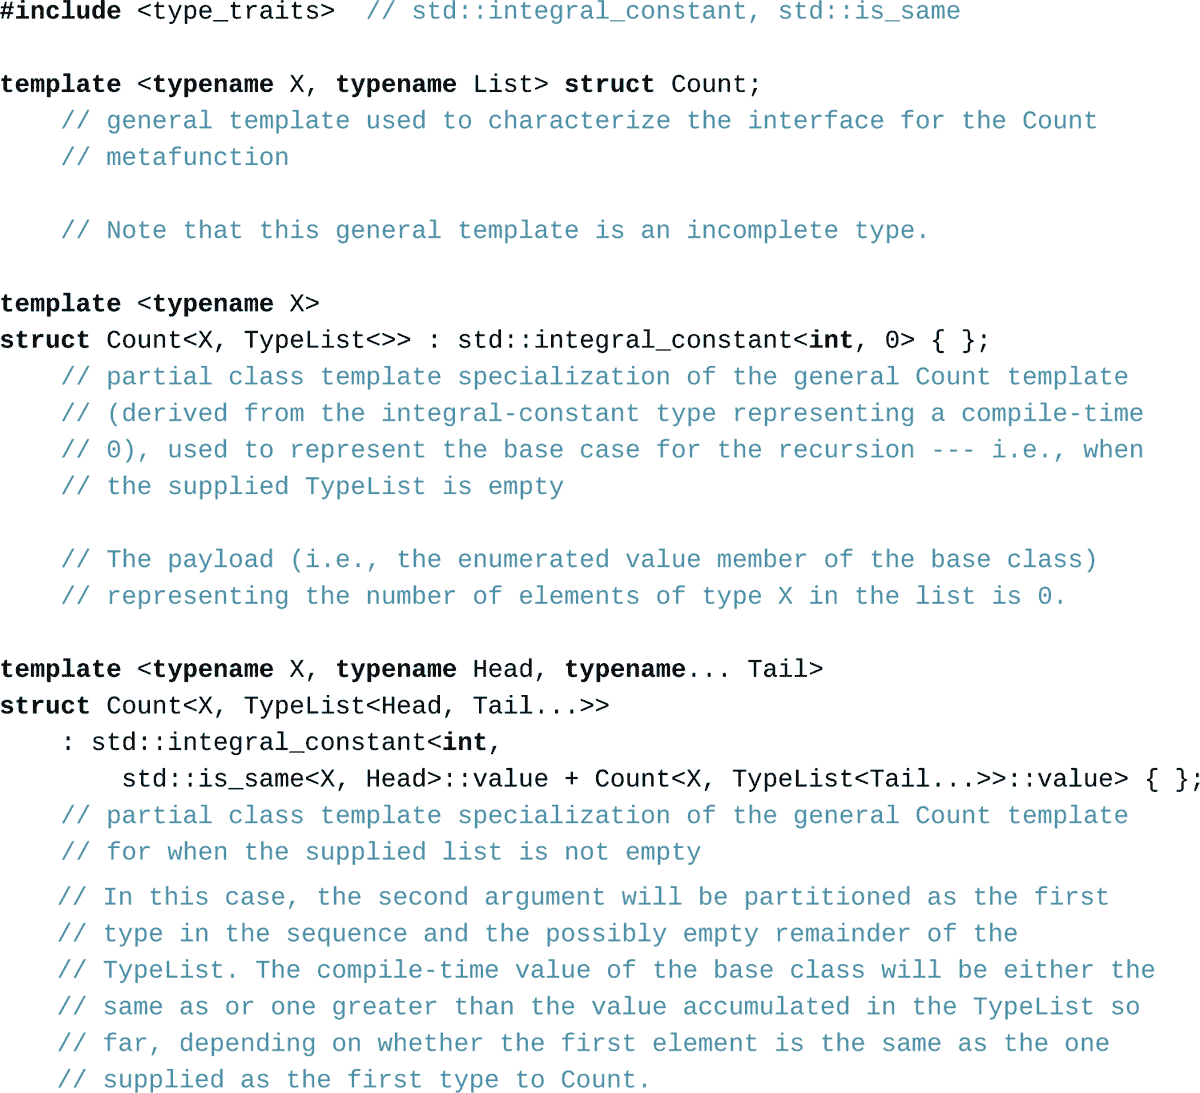 #include <type_traits>  // std::integral_constant, std::is_same
template <typename X, typename List> struct Count;
// general template used to characterize the interface for the Count
// metafunction
// Note that this general template is an incomplete type.
template <typename X>
struct Count<X, TypeList<>> : std::integral_constant<int, 0> { };
// partial class template specialization of the general Count template
// (derived from the integral-constant type representing a compile-time
// 0), used to represent the base case for the recursion --- i.e., when
// the supplied TypeList is empty
// The payload (i.e., the enumerated value member of the base class)
// representing the number of elements of type X in the list is 0.
template <typename X, typename Head, typename... Tail>
struct Count<X, TypeList<Head, Tail...>>
: std::integral_constant<int,
std::is_same<X, Head>::value + Count<X, TypeList<Tail...>>::value> { };
// partial class template specialization of the general Count template
// for when the supplied list is not empty
// In this case, the second argument will be partitioned as the first
// type in the sequence and the possibly empty remainder of the
// TypeList. The compile-time value of the base class will be either the
// same as or one greater than the value accumulated in the TypeList so
// far, depending on whether the first element is the same as the one
// supplied as the first type to Count.